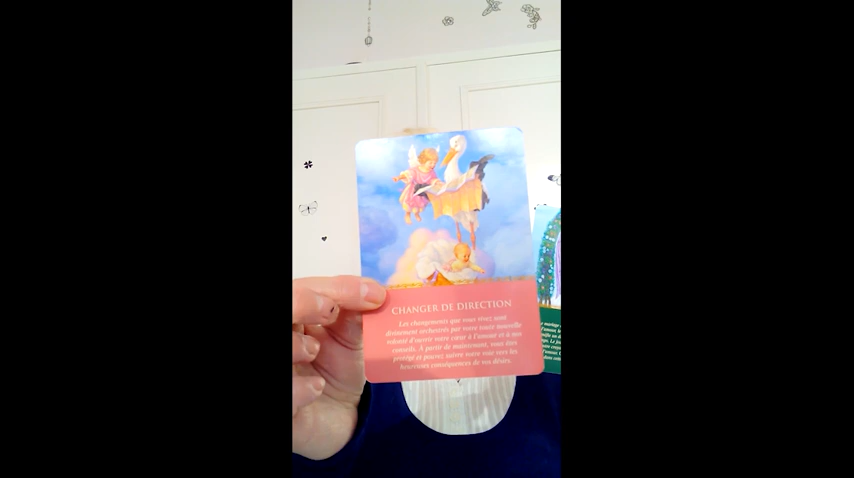 CHANGER DE DIRECTION
Les changements que vous vivez sont
divinement orchestrés par votre toute nouvelle
volonté d'ouvrir votre cœur à l'amour et à nos
conseils. À partir de maintenant, vous êtes
protégé et pouvez suivre votre voie vers les
heureuses conséquences de vos désirs.